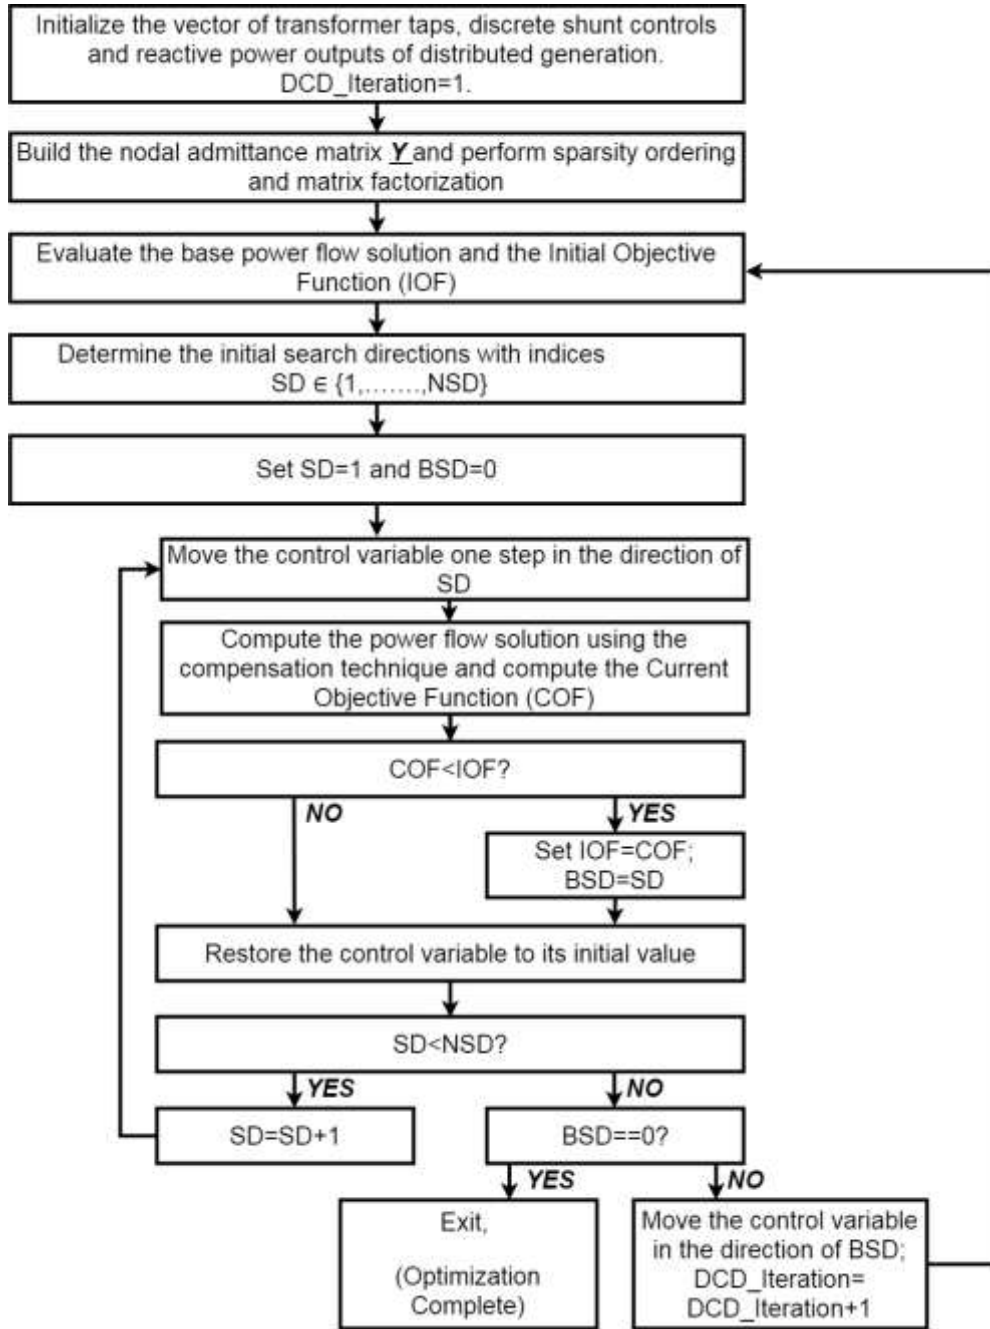 Initialize the vector of transformer taps, discrete shunt controls
and reactive power outputs of distributed generation.
DCD_Iteration=1.
Build the nodal admittance matrix Y and perform sparsity ordering
and matrix factorization
Evaluate the base power flow solution and the Initial Objective
Function (IOF)
Determine the initial search directions with indices
SD ∈ {1,.......,NSD}
Set SD=1 and BSD=0
Move the control variable one step in the direction of
SD
Compute the power flow solution using the
compensation technique and compute the Current
Objective Function (COF)
COF<IOF?
NO
YES
Set IOF=COF;
BSD=SD
Restore the control variable to its initial value
SD<NSD?
YES
NO
SD=SD+1
BSD==0?
YES
NO
Exit,
(Optimization
Complete)
Move the control variable
in the direction of BSD;
DCD_Iteration=
DCD_Iteration+1